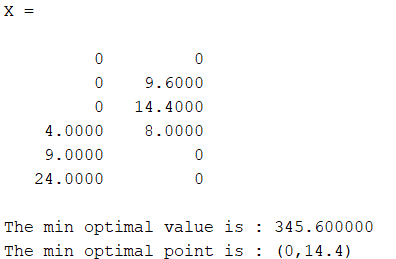 X =
0 0
0 9.6000
0 14.4000
4.0000 8.0000
9.0000 0
24.0000 0
The min optimal value is : 345.600000
The min optimal point is : (0,14.4)